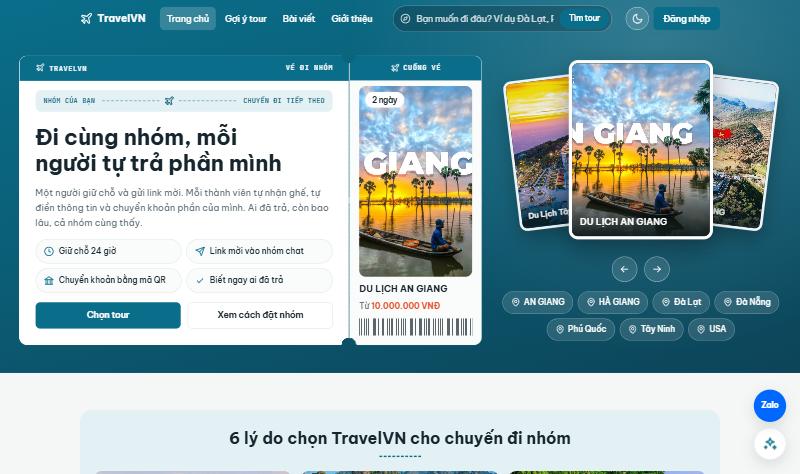 TravelVN
Trang chủ
Gợi ý tour
Bài viết
Giới thiệu
Bạn muốn đi đâu? Ví dụ Đà Lạt, F
Tìm tour
Đăng nhập
TRAVELVN
VÉ ĐI NHÓM
CUỐNG VÉ
NHÓM CỦA BẠN
CHUYẾN ĐI TIẾP THEO
Đi cùng nhóm, mỗi
người tự trả phần mình
Một người giữ chỗ và gửi link mời. Mỗi thành viên tự nhận ghế, tự
điền thông tin và chuyển khoản phần của mình. Ai đã trả, còn bao
lâu, cả nhóm cùng thấy.
Giữ chỗ 24 giờ
Link mời vào nhóm chat
Chuyển khoản bằng mã QR
Biết ngay ai đã trả
Chọn tour
Xem cách đặt nhóm
2 ngày
GIANG
DU LỊCH AN GIANG
Từ 10.000.000 VNĐ
Du Lịch Tâ
N GIANG
DU LỊCH AN GIANG
AN GIANG
HÀ GIANG
Đà Lạt
Đà Nẵng
Phú Quốc
Tây Ninh
USA
6 lý do chọn TravelVN cho chuyến đi nhóm
Zalo